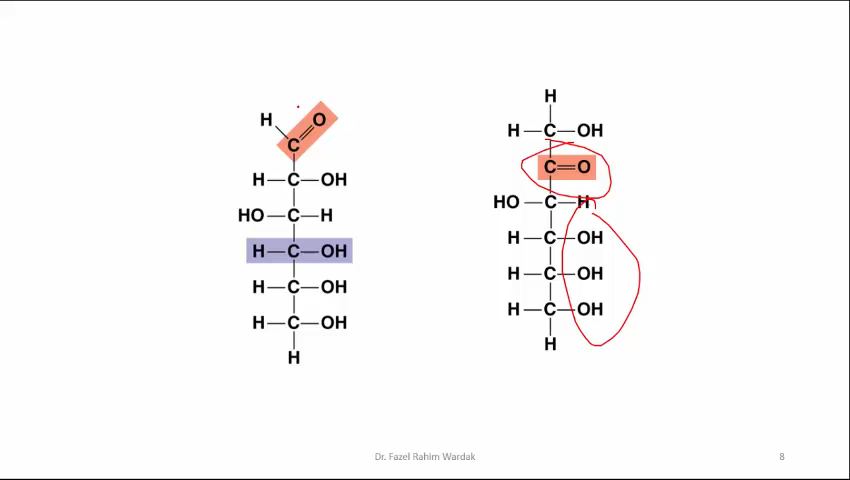 H O
C
H—C—OH
HO—C—H
H—C—OH
H—C—OH
H—C—OH
H
H
H—C—OH
C=O
HO—C—H
H—C—OH
H—C—OH
H—C—OH
H
Dr. Fazel Rahim Wardak
8